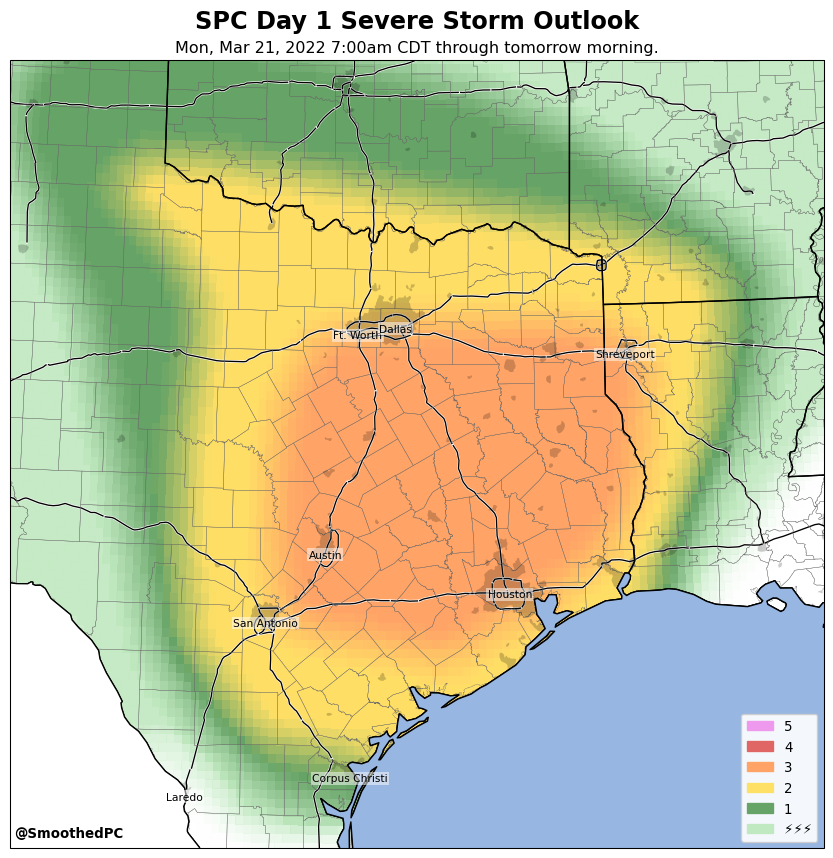 SPC Day 1 Severe Storm Outlook
Mon, Mar 21, 2022 7:00am CDT through tomorrow morning.
Ft. Worth
Dallas
Shreveport
Austin
Houston
San Antonio
Corpus Christi
Laredo
5
4
3
2
1
⚡⚡⚡
@SmoothedPC